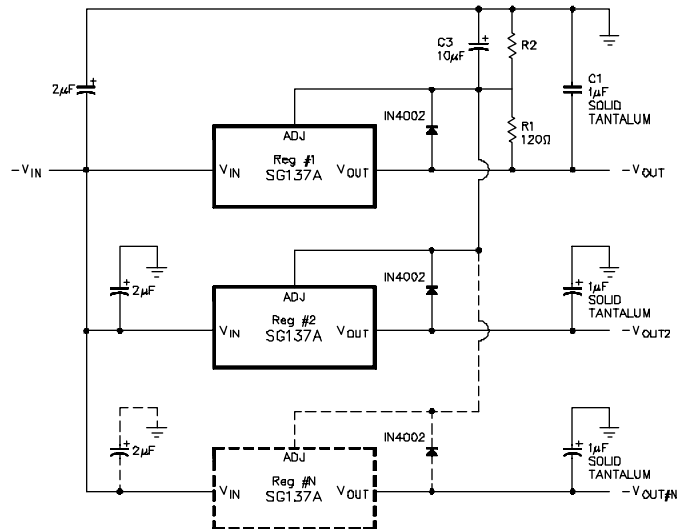 C3
10µF
R2
2µF
C1
1µF
SOLID
TANTALUM
IN4002
R1
120Ω
ADJ
Reg #1
SG137A
VIN
VOUT
-VIN
-VOUT
2µF
ADJ
Reg #2
SG137A
VIN
VOUT
IN4002
1µF
SOLID
TANTALUM
-VOUT2
2µF
ADJ
Reg #N
SG137A
VIN
VOUT
IN4002
1µF
SOLID
TANTALUM
-VOUT#N